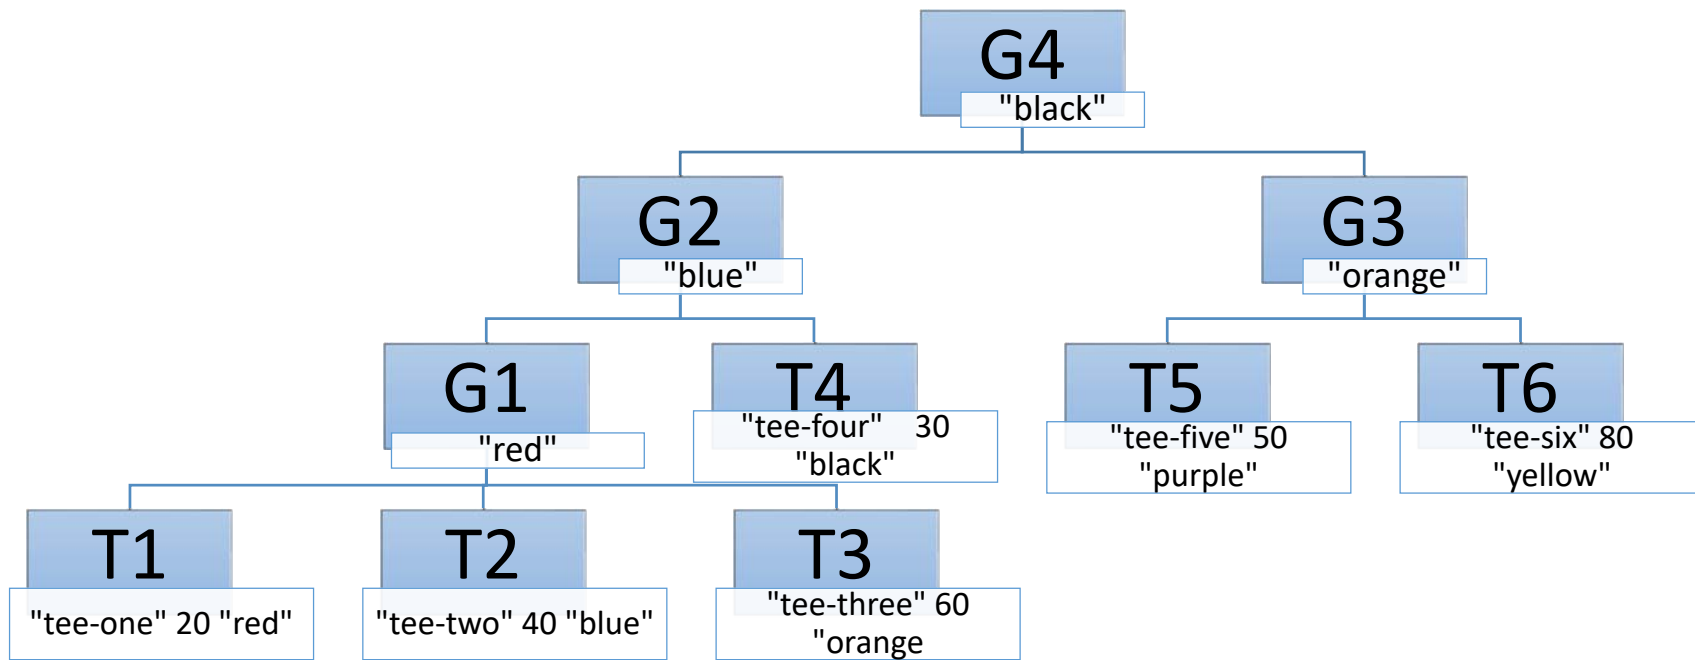 G4
"black"
G2
"blue"
G3
"orange"
G1
"red"
T4
"tee-four" 30
"black"
T5
"tee-five" 50
"purple"
T6
"tee-six" 80
"yellow"
T1
"tee-one" 20 "red"
T2
"tee-two" 40 "blue"
T3
"tee-three" 60
"orange